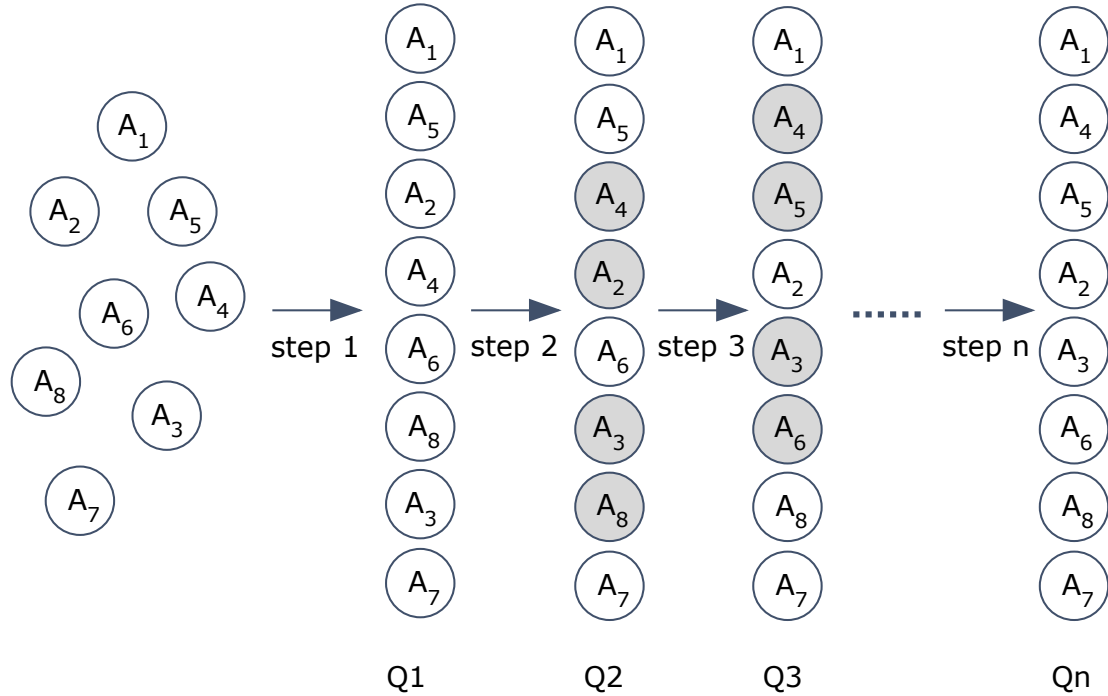 A1
A2
A5
A4
A6
A8
A3
A7
step 1
A1
A5
A2
A4
A6
A8
A3
A7
Q1
step 2
A1
A5
A4
A2
A6
A3
A8
A7
Q2
step 3
A1
A4
A5
A2
A3
A6
A8
A7
Q3
........
step n
A1
A4
A5
A2
A3
A6
A8
A7
Qn